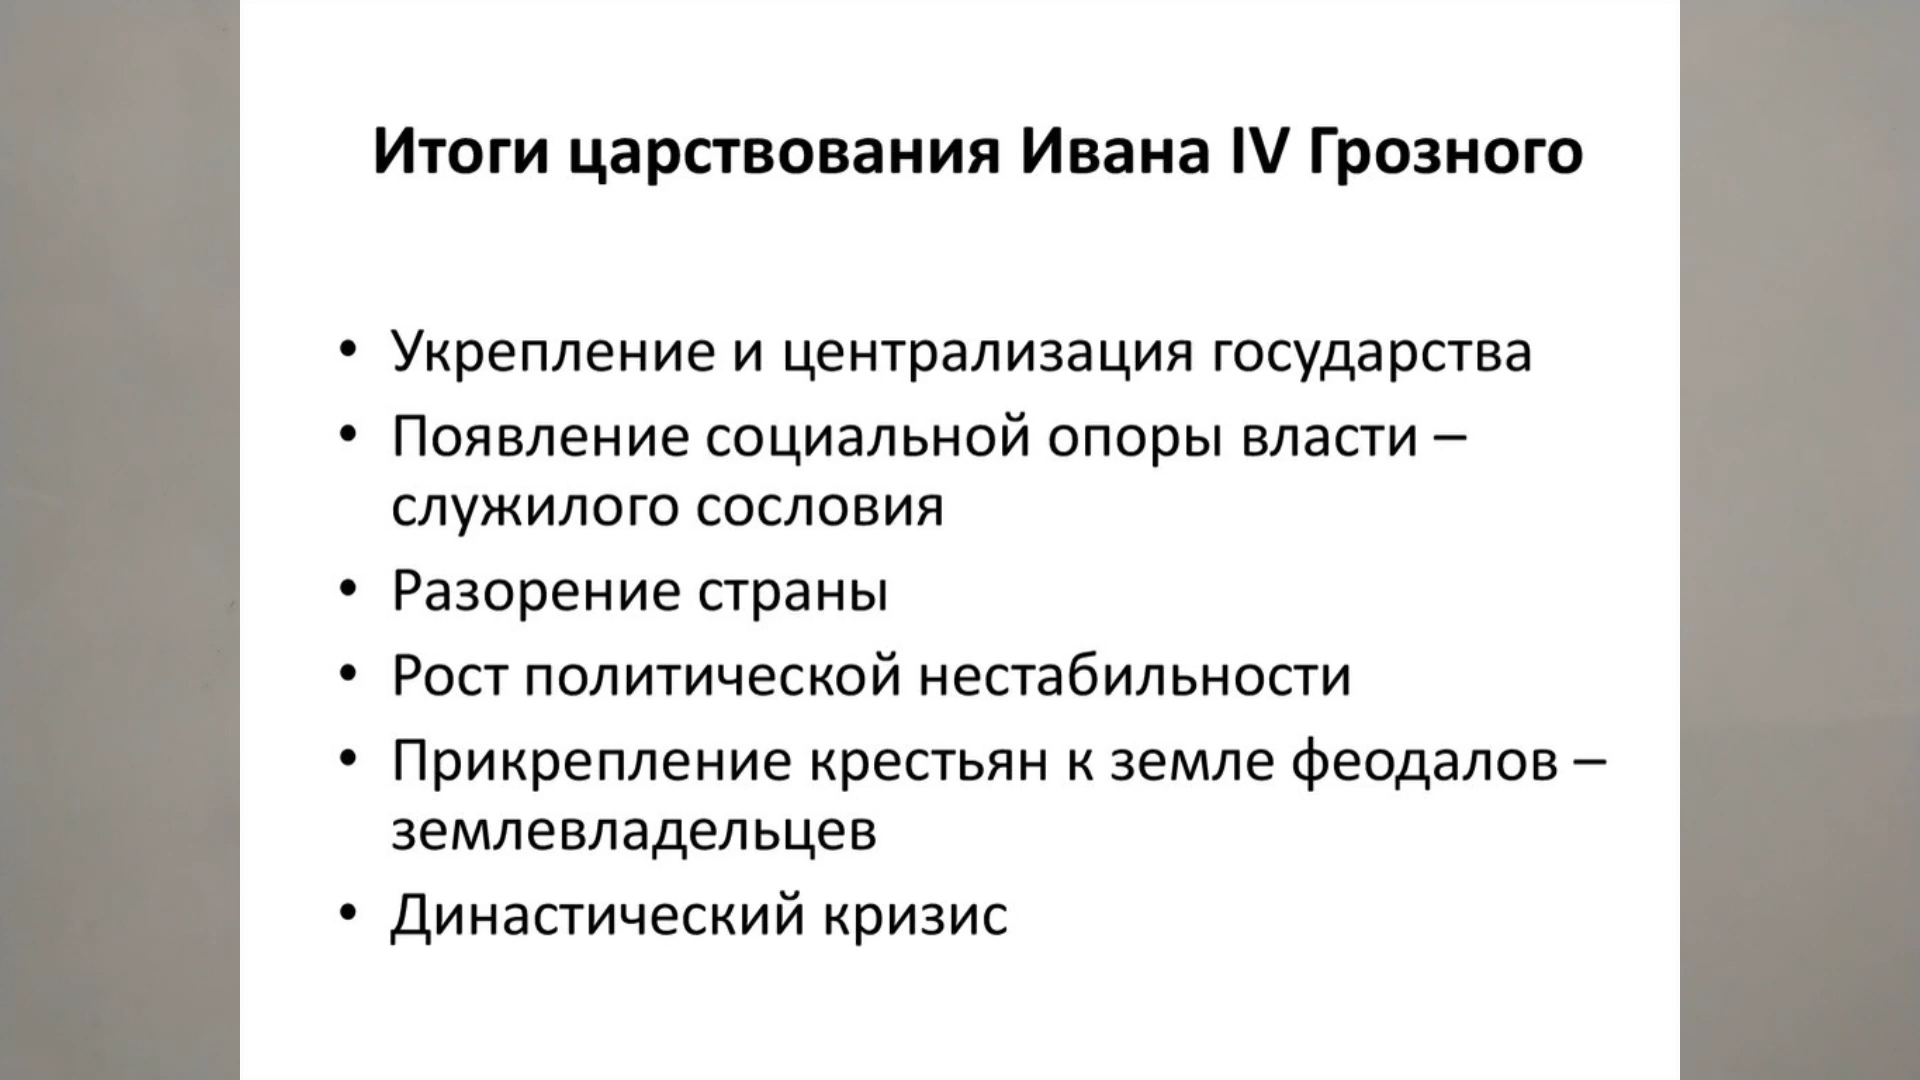 Итоги царствования Ивана IV Грозного
• Укрепление и централизация государства
• Появление социальной опоры власти –
служилого сословия
• Разорение страны
• Рост политической нестабильности
• Прикрепление крестьян к земле феодалов –
землевладельцев
• Династический кризис